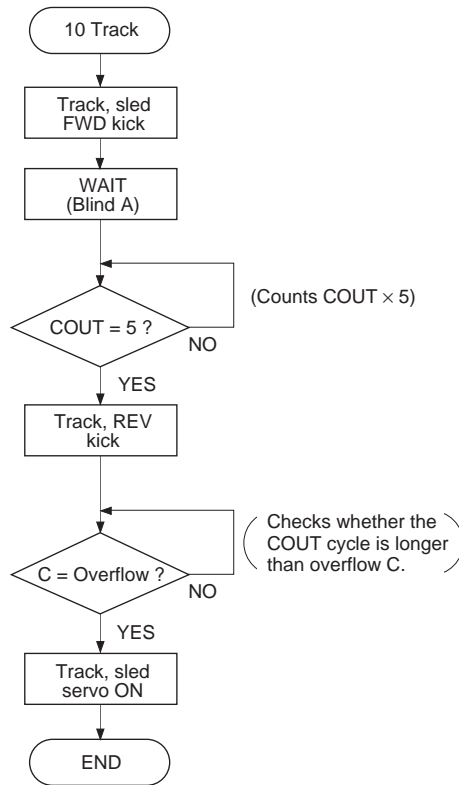 10 Track
Track, sled
FWD kick
WAIT
(Blind A)
(Counts COUT × 5)
COUT = 5 ?
NO
YES
Track, REV
kick
Checks whether the
COUT cycle is longer
than overflow C.
C = Overflow ?
NO
YES
Track, sled
servo ON
END